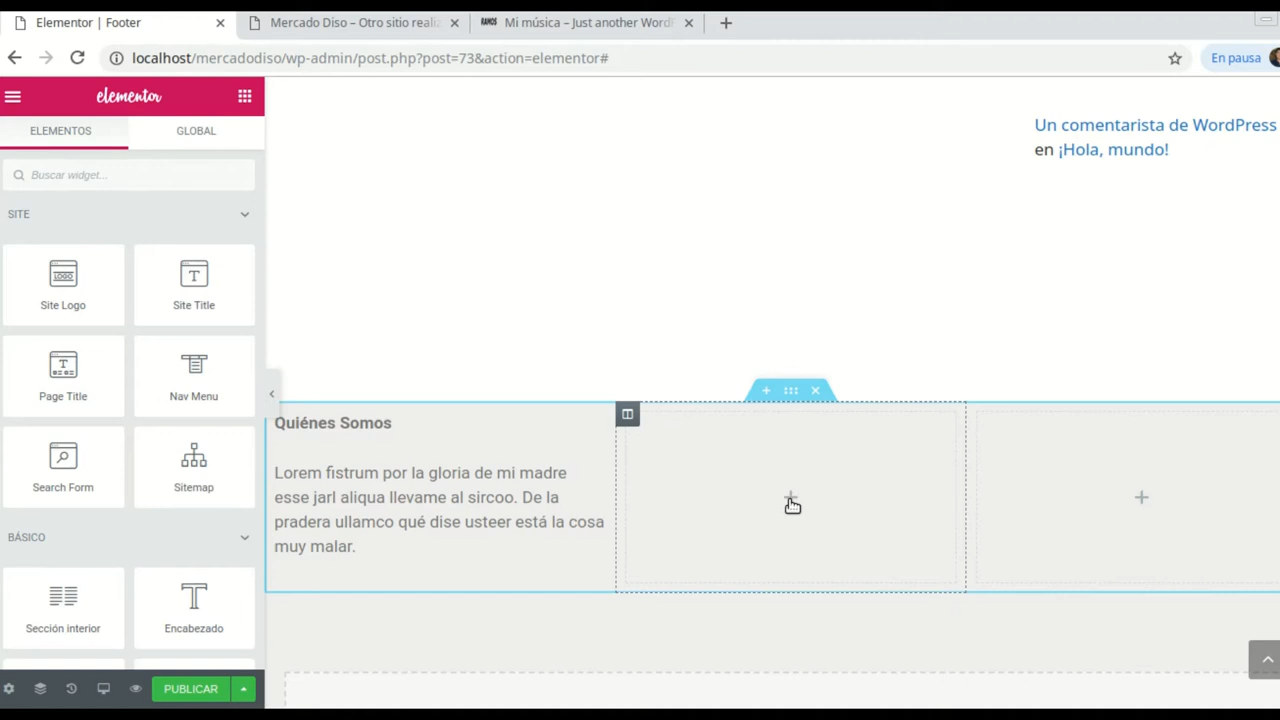 Elementor | Footer
Mercado Diso – Otro sitio realiz
RAMOS
Mi música – Just another WordP
localhost/mercadodiso/wp-admin/post.php?post=73&action=elementor#
En pausa
elementor
ELEMENTOS
GLOBAL
Buscar widget...
SITE
LOGO
Site Logo
Site Title
Page Title
Nav Menu
Search Form
Sitemap
BÁSICO
Sección interior
Encabezado
PUBLICAR
Un comentarista de WordPress
en ¡Hola, mundo!
Quiénes Somos
Lorem fistrum por la gloria de mi madre
esse jarl aliqua llevame al sircoo. De la
pradera ullamco qué dise usteer está la cosa
muy malar.